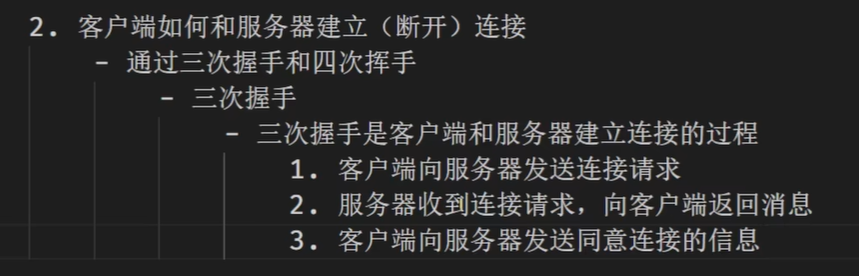 2. 客户端如何和服务器建立（断开）连接
- 通过三次握手和四次挥手
- 三次握手
- 三次握手是客户端和服务器建立连接的过程
1. 客户端向服务器发送连接请求
2. 服务器收到连接请求，向客户端返回消息
3. 客户端向服务器发送同意连接的信息